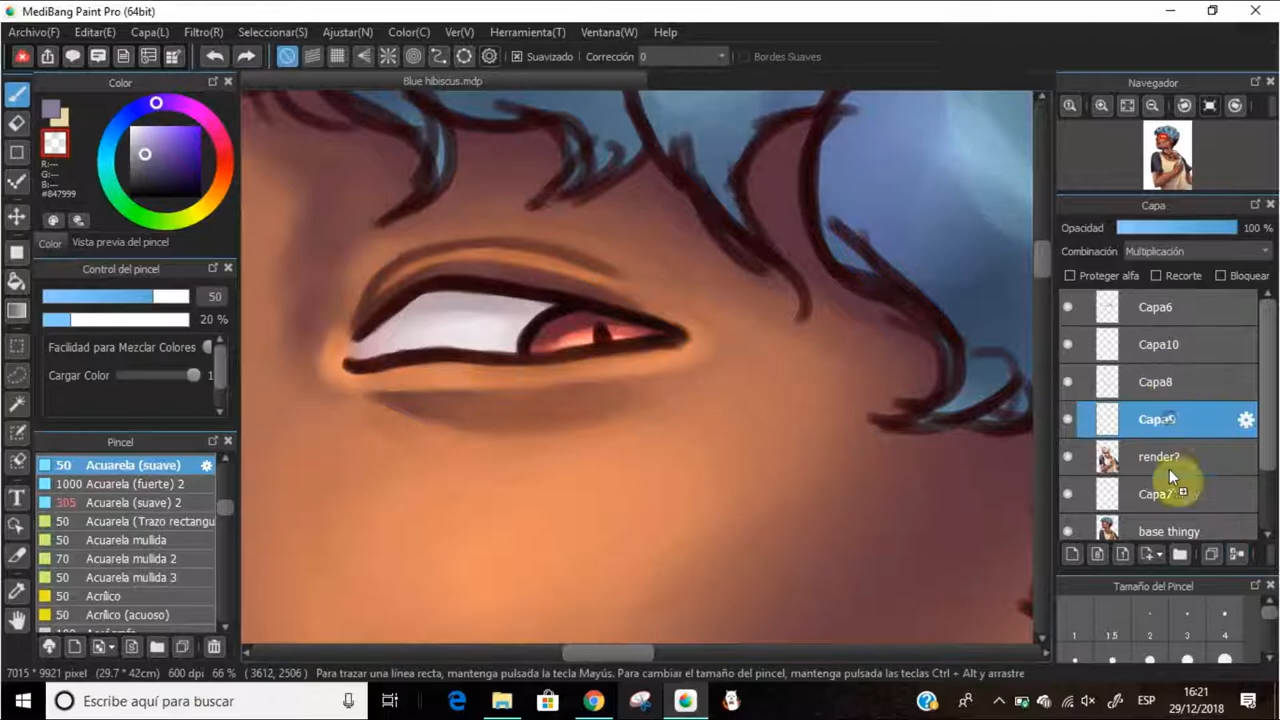 MediBang Paint Pro (64bit)
Archivo(F) Editar(E) Capa(L) Filtro(R) Seleccionar(S) Ajustar(N) Color(C) Ver(V) Herramienta(T) Ventana(W) Help
Suavizado Corrección 0 Bordes Suaves
Color
Blue hibiscus.mdp
Navegador
R:---
G:---
B:---
#847999
Color Vista previa del pincel
Capa
Opacidad 100 %
Combinación Multiplicación
Proteger alfa Recorte Bloquear
Control del pincel
50
20 %
Facilidad para Mezclar Colores
Cargar Color 1
Capa6
Capa10
Capa8
Capa9
render?
Capa7
base thingy
Pincel
50 Acuarela (suave)
1000 Acuarela (fuerte) 2
305 Acuarela (suave) 2
50 Acuarela (Trazo rectangu
50 Acuarela mullida
70 Acuarela mullida 2
50 Acuarela mullida 3
50 Acrílico
50 Acrílico (acuoso)
Tamaño del Pincel
1 1.5 2 3 4
7015 * 9921 pixel (29.7 * 42cm) 600 dpi 66 % (3612, 2506) Para trazar una línea recta, mantenga pulsada la tecla Mayús. Para cambiar el tamaño del pincel, mantenga pulsadas las teclas Ctrl + Alt y arrastre
Escribe aquí para buscar
ESP
16:21
29/12/2018